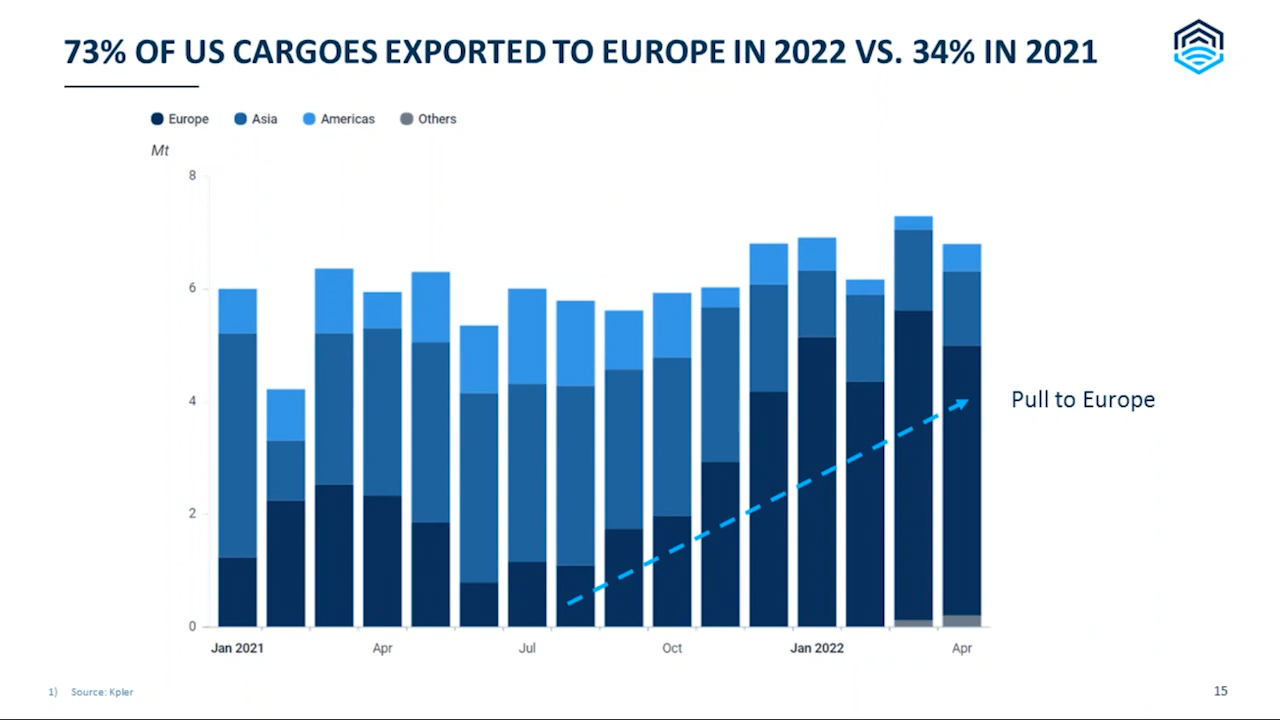 73% OF US CARGOES EXPORTED TO EUROPE IN 2022 VS. 34% IN 2021
Europe Asia Americas Others
Mt
8
6
4
2
0
Pull to Europe
Jan 2021 Apr Jul Oct Jan 2022 Apr
1) Source: Kpler
15